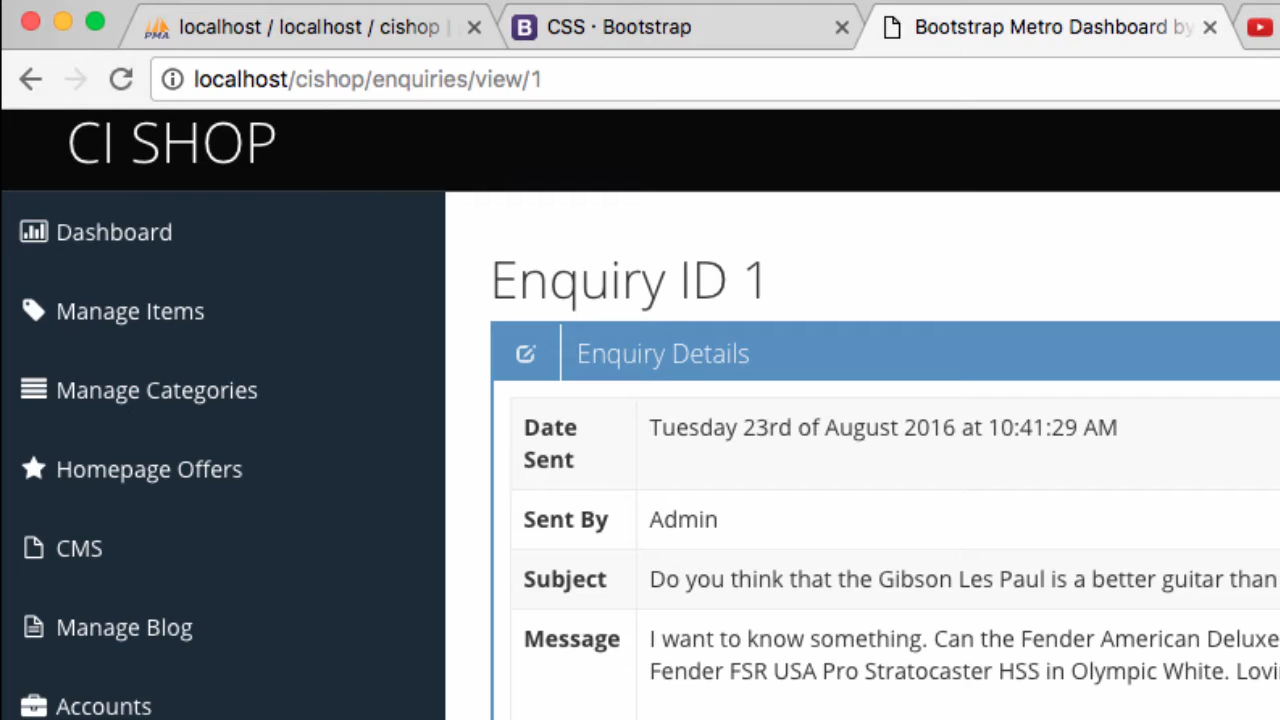 localhost / localhost / cishop |
CSS · Bootstrap
Bootstrap Metro Dashboard by
localhost/cishop/enquiries/view/1
CI SHOP
Dashboard
Manage Items
Manage Categories
Homepage Offers
CMS
Manage Blog
Accounts
Enquiry ID 1
Enquiry Details
Date Sent
Tuesday 23rd of August 2016 at 10:41:29 AM
Sent By
Admin
Subject
Do you think that the Gibson Les Paul is a better guitar than
Message
I want to know something. Can the Fender American Deluxe
Fender FSR USA Pro Stratocaster HSS in Olympic White. Lovi